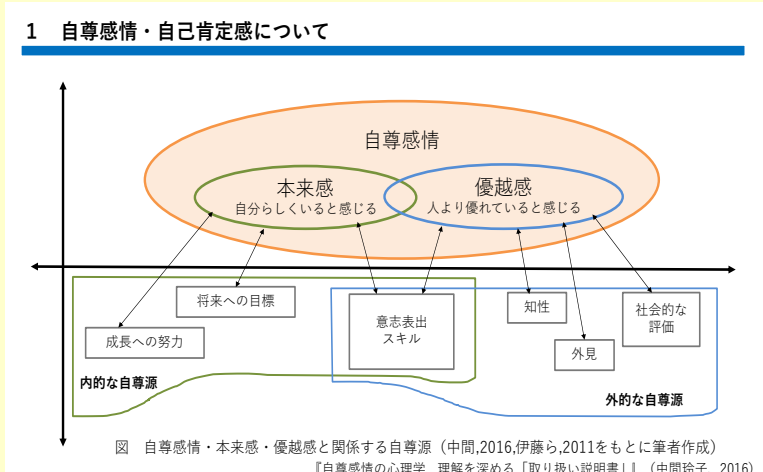 1 自尊感情・自己肯定感について
自尊感情
本来感
自分らしくいると感じる
優越感
人より優れていると感じる
将来への目標
成長への努力
意志表出
スキル
知性
外見
社会的な
評価
内的な自尊源
外的な自尊源
図 自尊感情・本来感・優越感と関係する自尊源（中間,2016,伊藤ら,2011をもとに筆者作成）
『自尊感情の心理学 理解を深める「取り扱い説明書」』（中間玲子 2016）